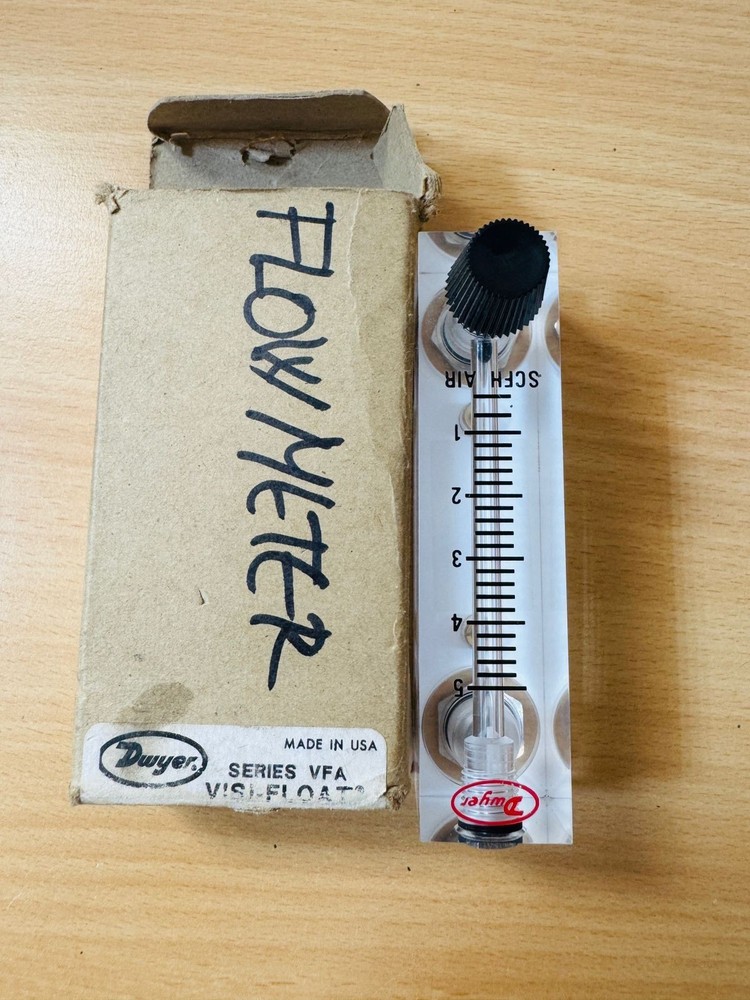 FLOW METER
Dwyer
MADE IN USA
SERIES VFA
VISI-FLOAT®
SCFH AIR
1
2
3
4
5
Dwyer